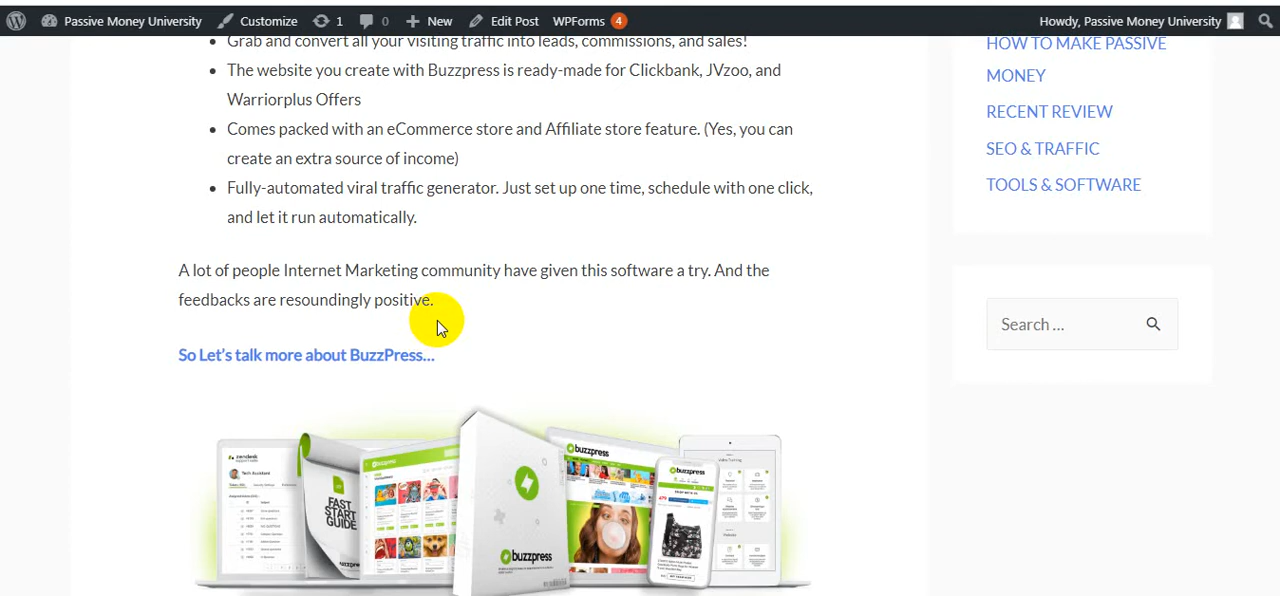 Passive Money University Customize 1 0 New Edit Post WPForms 4 Howdy, Passive Money University
Grab and convert all your visiting traffic into leads, commissions, and sales!
The website you create with Buzzpress is ready-made for Clickbank, JVzoo, and
Warriorplus Offers
Comes packed with an eCommerce store and Affiliate store feature. (Yes, you can
create an extra source of income)
Fully-automated viral traffic generator. Just set up one time, schedule with one click,
and let it run automatically.
A lot of people Internet Marketing community have given this software a try. And the
feedbacks are resoundingly positive.
So Let’s talk more about BuzzPress…
zendesk
Tech Assistant
FAST
START
GUIDE
buzzpress
buzzpress
buzzpress
buzzpress
HOW TO MAKE PASSIVE
MONEY
RECENT REVIEW
SEO & TRAFFIC
TOOLS & SOFTWARE
Search …